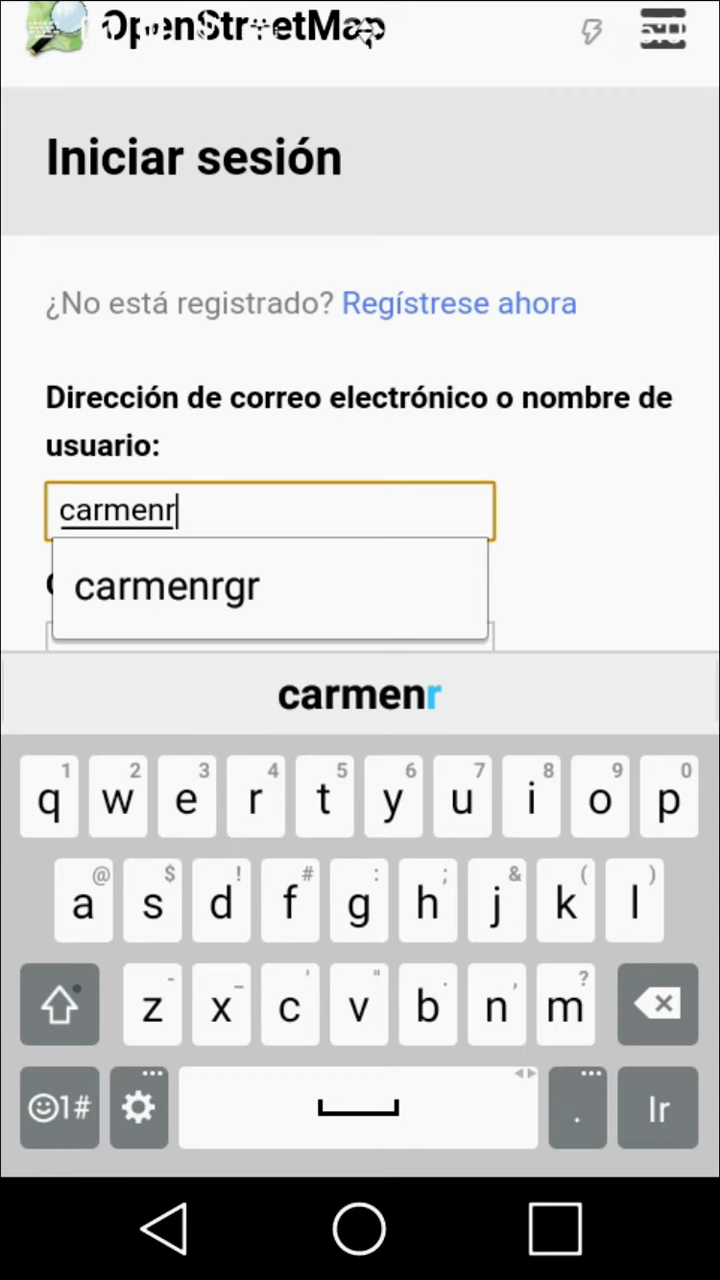 OpenStreetMap
Iniciar sesión
¿No está registrado? Regístrese ahora
Dirección de correo electrónico o nombre de
usuario:
carmenr
carmenrgr
carmenr
1 2 3 4 5 6 7 8 9 0
q w e r t y u i o p
@ $ ! # : ; & ( )
a s d f g h j k l
- _ ' " . , ?
z x c v b n m
1# . Ir